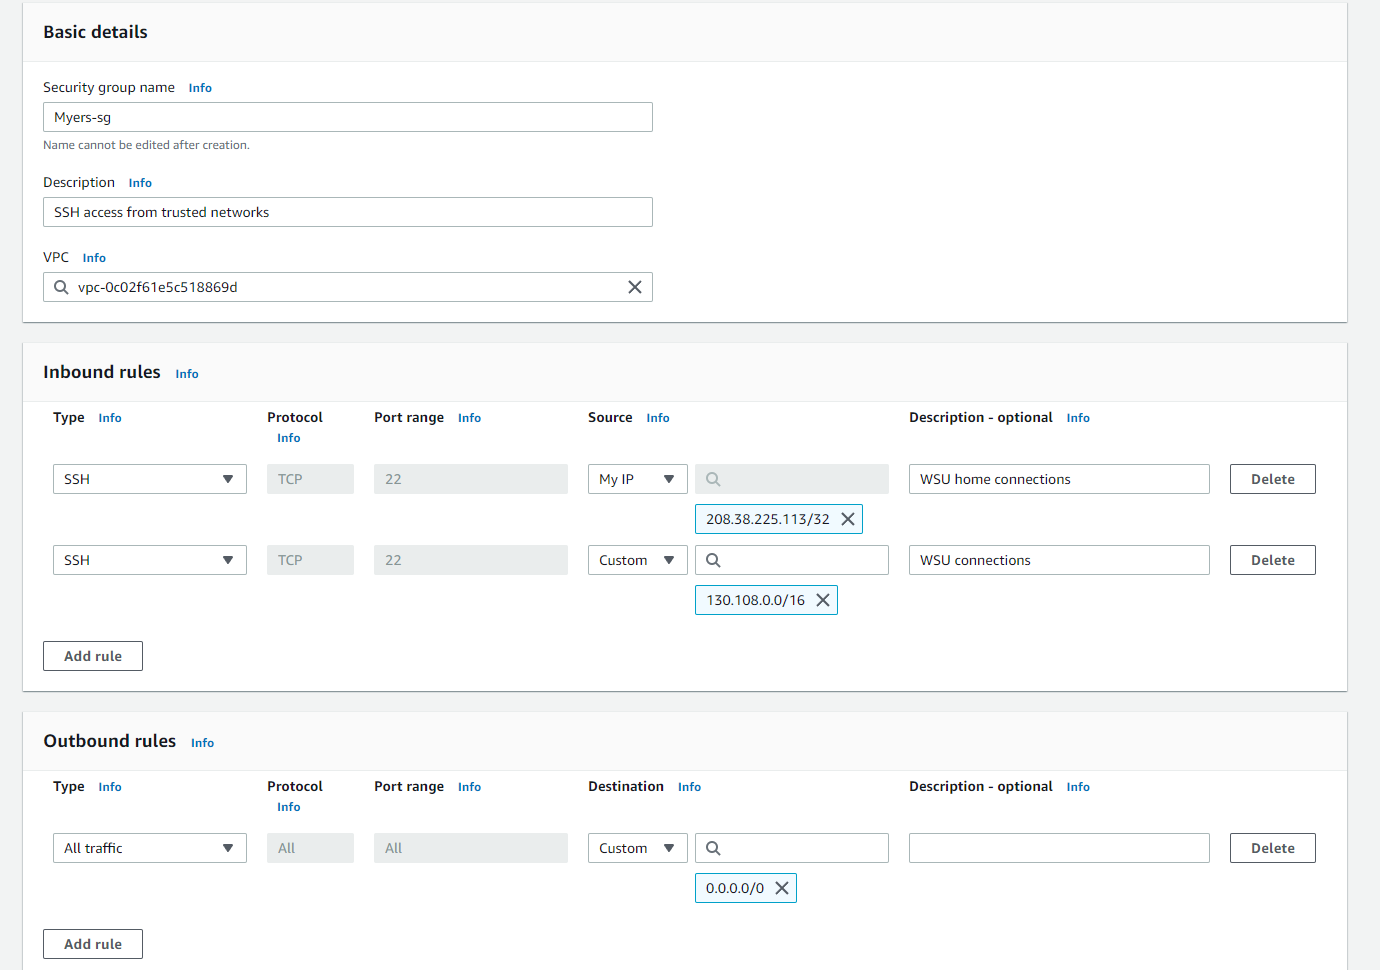 Basic details
Security group name Info
Myers-sg
Name cannot be edited after creation.
Description Info
SSH access from trusted networks
VPC Info
vpc-0c02f61e5c518869d
Inbound rules Info
Type Info Protocol Info Port range Info Source Info Description - optional Info
SSH TCP 22 My IP WSU home connections Delete
208.38.225.113/32
SSH TCP 22 Custom WSU connections Delete
130.108.0.0/16
Add rule
Outbound rules Info
Type Info Protocol Info Port range Info Destination Info Description - optional Info
All traffic All All Custom Delete
0.0.0.0/0
Add rule